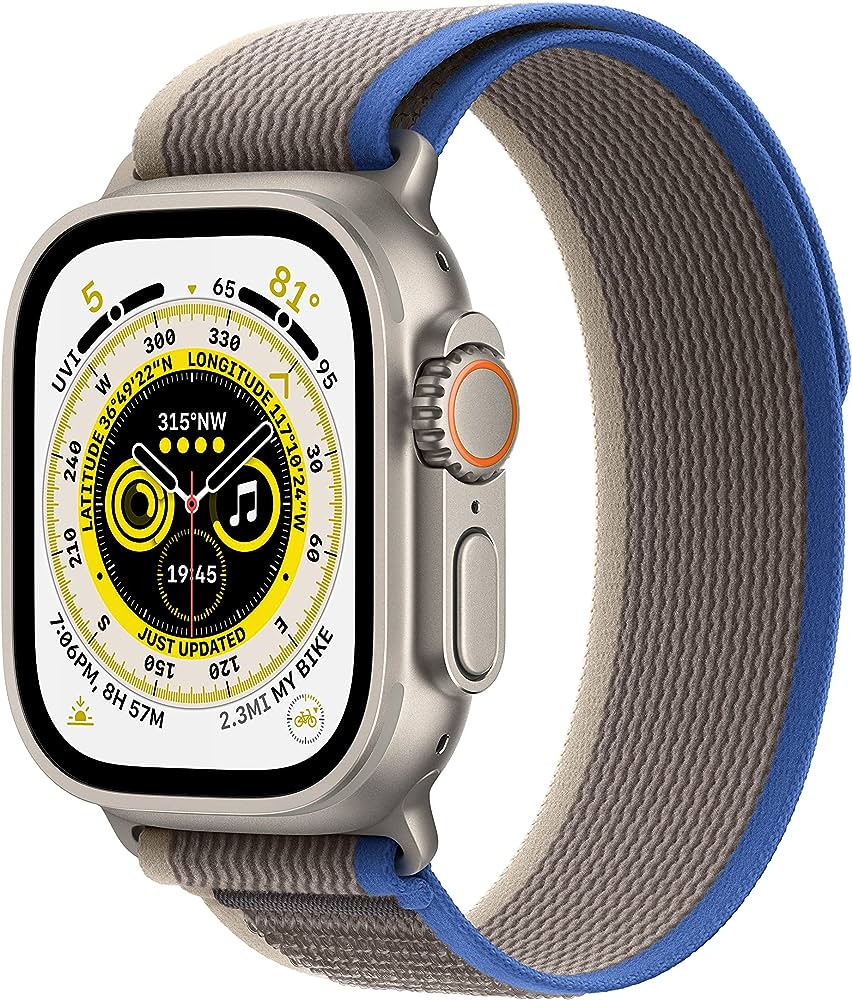 5
UVI
65
81°
95
W
300
330
30
60
E
120
150
S
210
240
LATITUDE 36°49'22"N LONGITUDE 117°10'24"W
315°NW
19:45
JUST UPDATED
7:06PM, 8H 57M
2.3MI MY BIKE